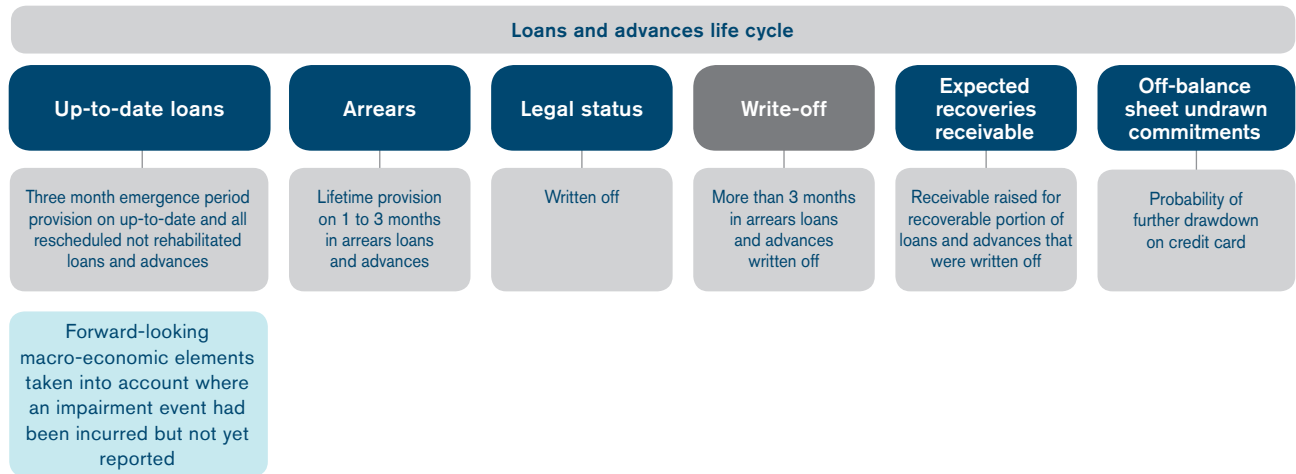 Loans and advances life cycle
Up-to-date loans
Three month emergence period
provision on up-to-date and all
rescheduled not rehabilitated
loans and advances
Forward-looking
macro-economic elements
taken into account where
an impairment event had
been incurred but not yet
reported
Arrears
Lifetime provision
on 1 to 3 months
in arrears loans
and advances
Legal status
Written off
Write-off
More than 3 months
in arrears loans
and advances
written off
Expected
recoveries
receivable
Receivable raised for
recoverable portion of
loans and advances that
were written off
Off-balance
sheet undrawn
commitments
Probability of
further drawdown
on credit card